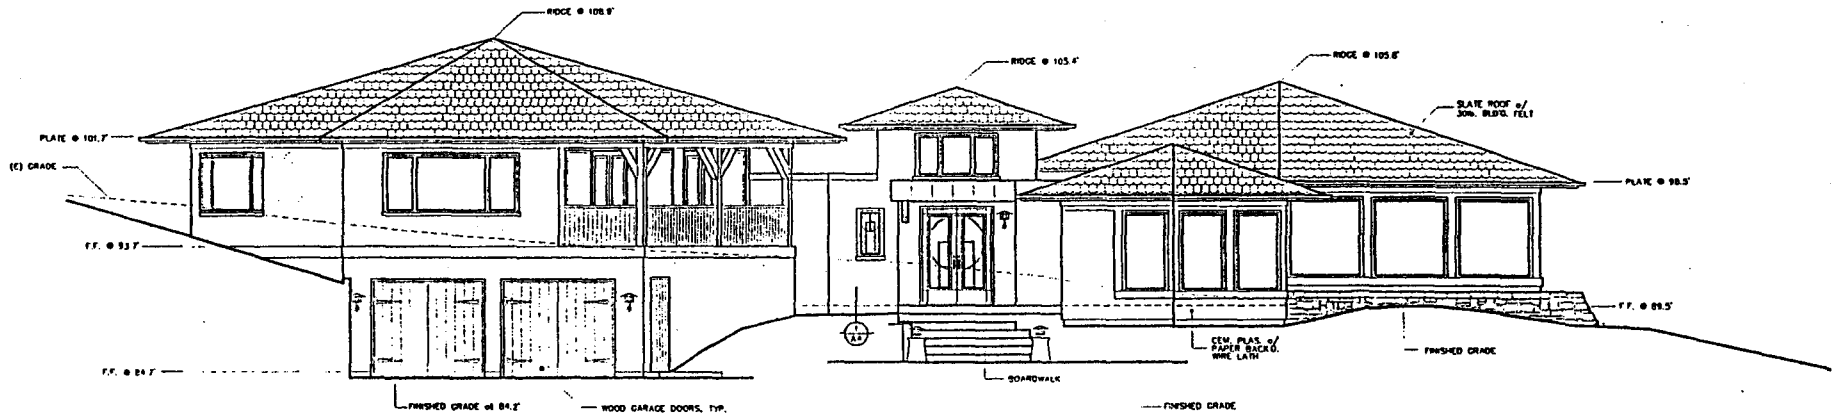 RIDGE @ 108.9'
RIDGE @ 105.4'
RIDGE @ 105.8'
SLATE ROOF o/
30lb. BLD'G. FELT
PLATE @ 101.7'
(E) GRADE
PLATE @ 98.5'
F.F. @ 93.7'
F.F. @ 89.5'
CEM. PLAS. o/
PAPER BACK'D.
WIRE LATH
FINISHED GRADE
F.F. @ 84.7'
BOARDWALK
FINISHED GRADE at 84.2'
WOOD GARAGE DOORS, TYP.
FINISHED GRADE